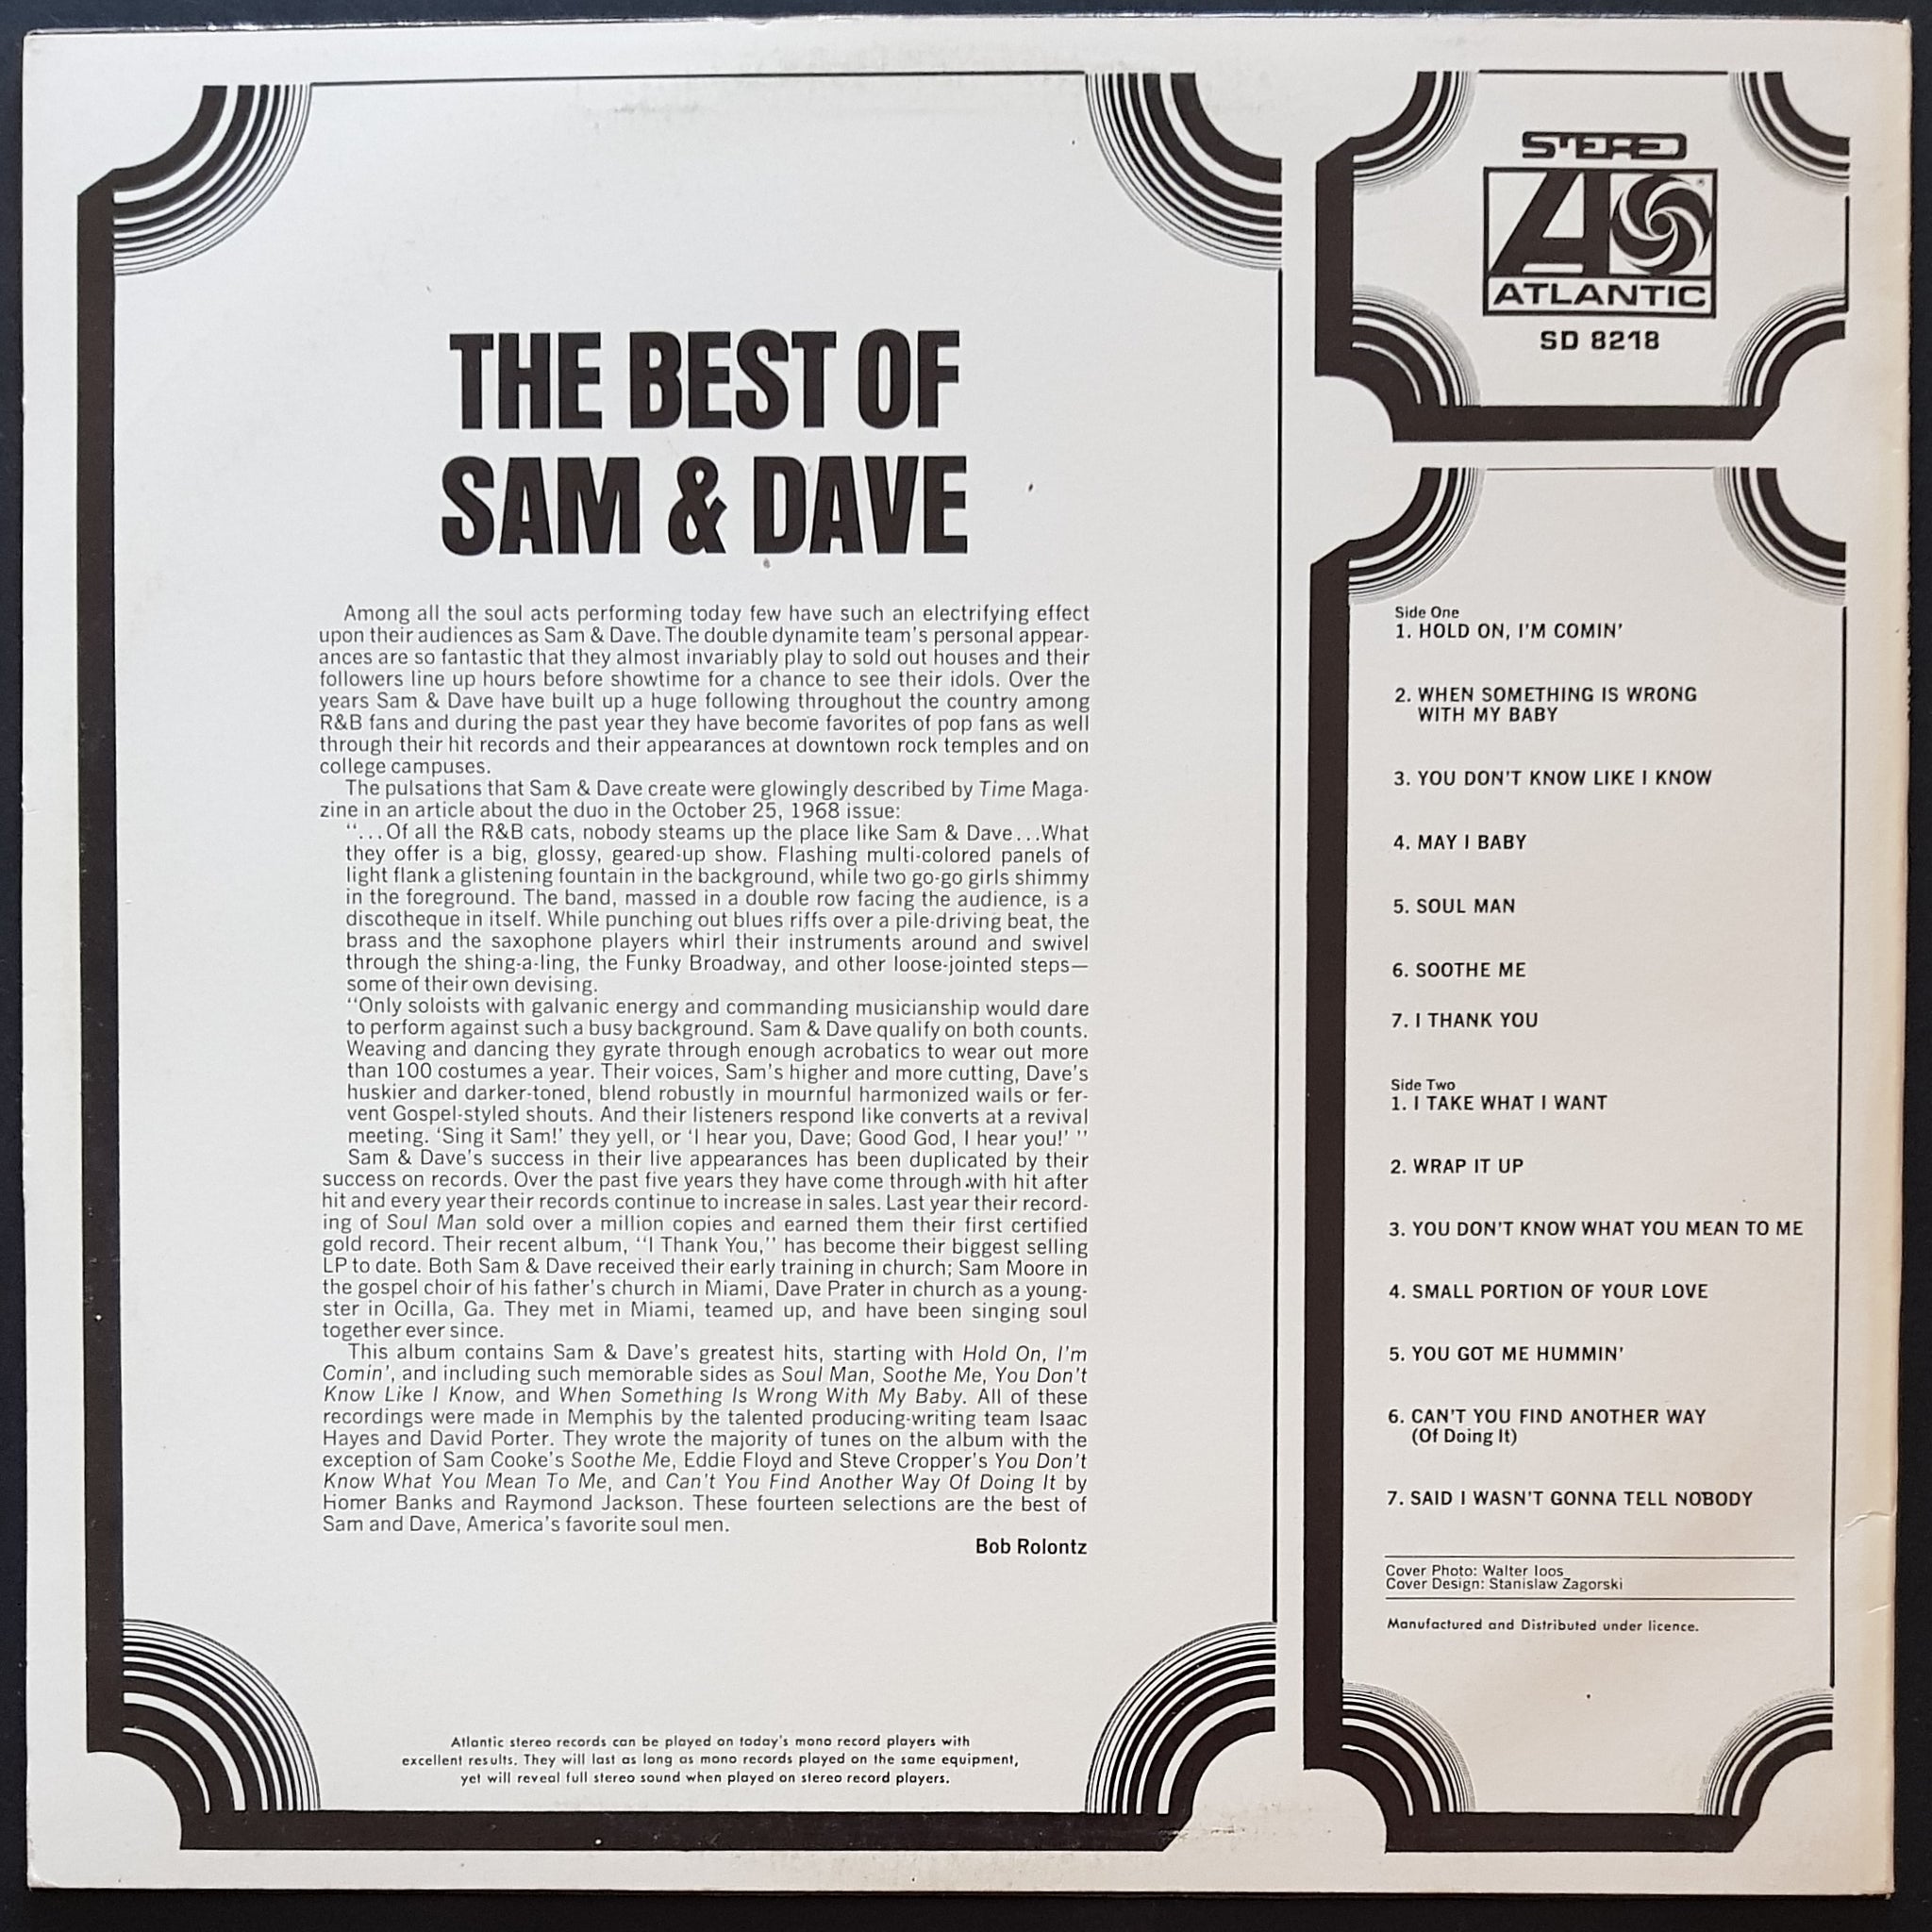 THE BEST OF
SAM & DAVE
Among all the soul acts performing today few have such an electrifying effect
upon their audiences as Sam & Dave. The double dynamite team's personal appear-
ances are so fantastic that they almost invariably play to sold out houses and their
followers line up hours before showtime for a chance to see their idols. Over the
years Sam & Dave have built up a huge following throughout the country among
R&B fans and during the past year they have become favorites of pop fans as well
through their hit records and their appearances at downtown rock temples and on
college campuses.
The pulsations that Sam & Dave create were glowingly described by Time Maga-
zine in an article about the duo in the October 25, 1968 issue:
"...Of all the R&B cats, nobody steams up the place like Sam & Dave...What
they offer is a big, glossy, geared-up show. Flashing multi-colored panels of
light flank a glistening fountain in the background, while two go-go girls shimmy
in the foreground. The band, massed in a double row facing the audience, is a
discotheque in itself. While punching out blues riffs over a pile-driving beat, the
brass and the saxophone players whirl their instruments around and swivel
through the shing-a-ling, the Funky Broadway, and other loose-jointed steps—
some of their own devising.
"Only soloists with galvanic energy and commanding musicianship would dare
to perform against such a busy background. Sam & Dave qualify on both counts.
Weaving and dancing they gyrate through enough acrobatics to wear out more
than 100 costumes a year. Their voices, Sam's higher and more cutting, Dave's
huskier and darker-toned, blend robustly in mournful harmonized wails or fer-
vent Gospel-styled shouts. And their listeners respond like converts at a revival
meeting. 'Sing it Sam!' they yell, or 'I hear you, Dave; Good God, I hear you!' "
Sam & Dave's success in their live appearances has been duplicated by their
success on records. Over the past five years they have come through with hit after
hit and every year their records continue to increase in sales. Last year their record-
ing of Soul Man sold over a million copies and earned them their first certified
gold record. Their recent album, "I Thank You," has become their biggest selling
LP to date. Both Sam & Dave received their early training in church; Sam Moore in
the gospel choir of his father's church in Miami, Dave Prater in church as a young-
ster in Ocilla, Ga. They met in Miami, teamed up, and have been singing soul
together ever since.
This album contains Sam & Dave's greatest hits, starting with Hold On, I'm
Comin', and including such memorable sides as Soul Man, Soothe Me, You Don't
Know Like I Know, and When Something Is Wrong With My Baby. All of these
recordings were made in Memphis by the talented producing-writing team Isaac
Hayes and David Porter. They wrote the majority of tunes on the album with the
exception of Sam Cooke's Soothe Me, Eddie Floyd and Steve Cropper's You Don't
Know What You Mean To Me, and Can't You Find Another Way Of Doing It by
Homer Banks and Raymond Jackson. These fourteen selections are the best of
Sam and Dave, America's favorite soul men.
Bob Rolontz
Atlantic stereo records can be played on today's mono record players with
excellent results. They will last as long as mono records played on the same equipment,
yet will reveal full stereo sound when played on stereo record players.
STEREO
A
ATLANTIC
SD 8218
Side One
1. HOLD ON, I'M COMIN'
2. WHEN SOMETHING IS WRONG
WITH MY BABY
3. YOU DON'T KNOW LIKE I KNOW
4. MAY I BABY
5. SOUL MAN
6. SOOTHE ME
7. I THANK YOU
Side Two
1. I TAKE WHAT I WANT
2. WRAP IT UP
3. YOU DON'T KNOW WHAT YOU MEAN TO ME
4. SMALL PORTION OF YOUR LOVE
5. YOU GOT ME HUMMIN'
6. CAN'T YOU FIND ANOTHER WAY
(Of Doing It)
7. SAID I WASN'T GONNA TELL NOBODY
Cover Photo: Walter Ioos
Cover Design: Stanislaw Zagorski
Manufactured and Distributed under licence.